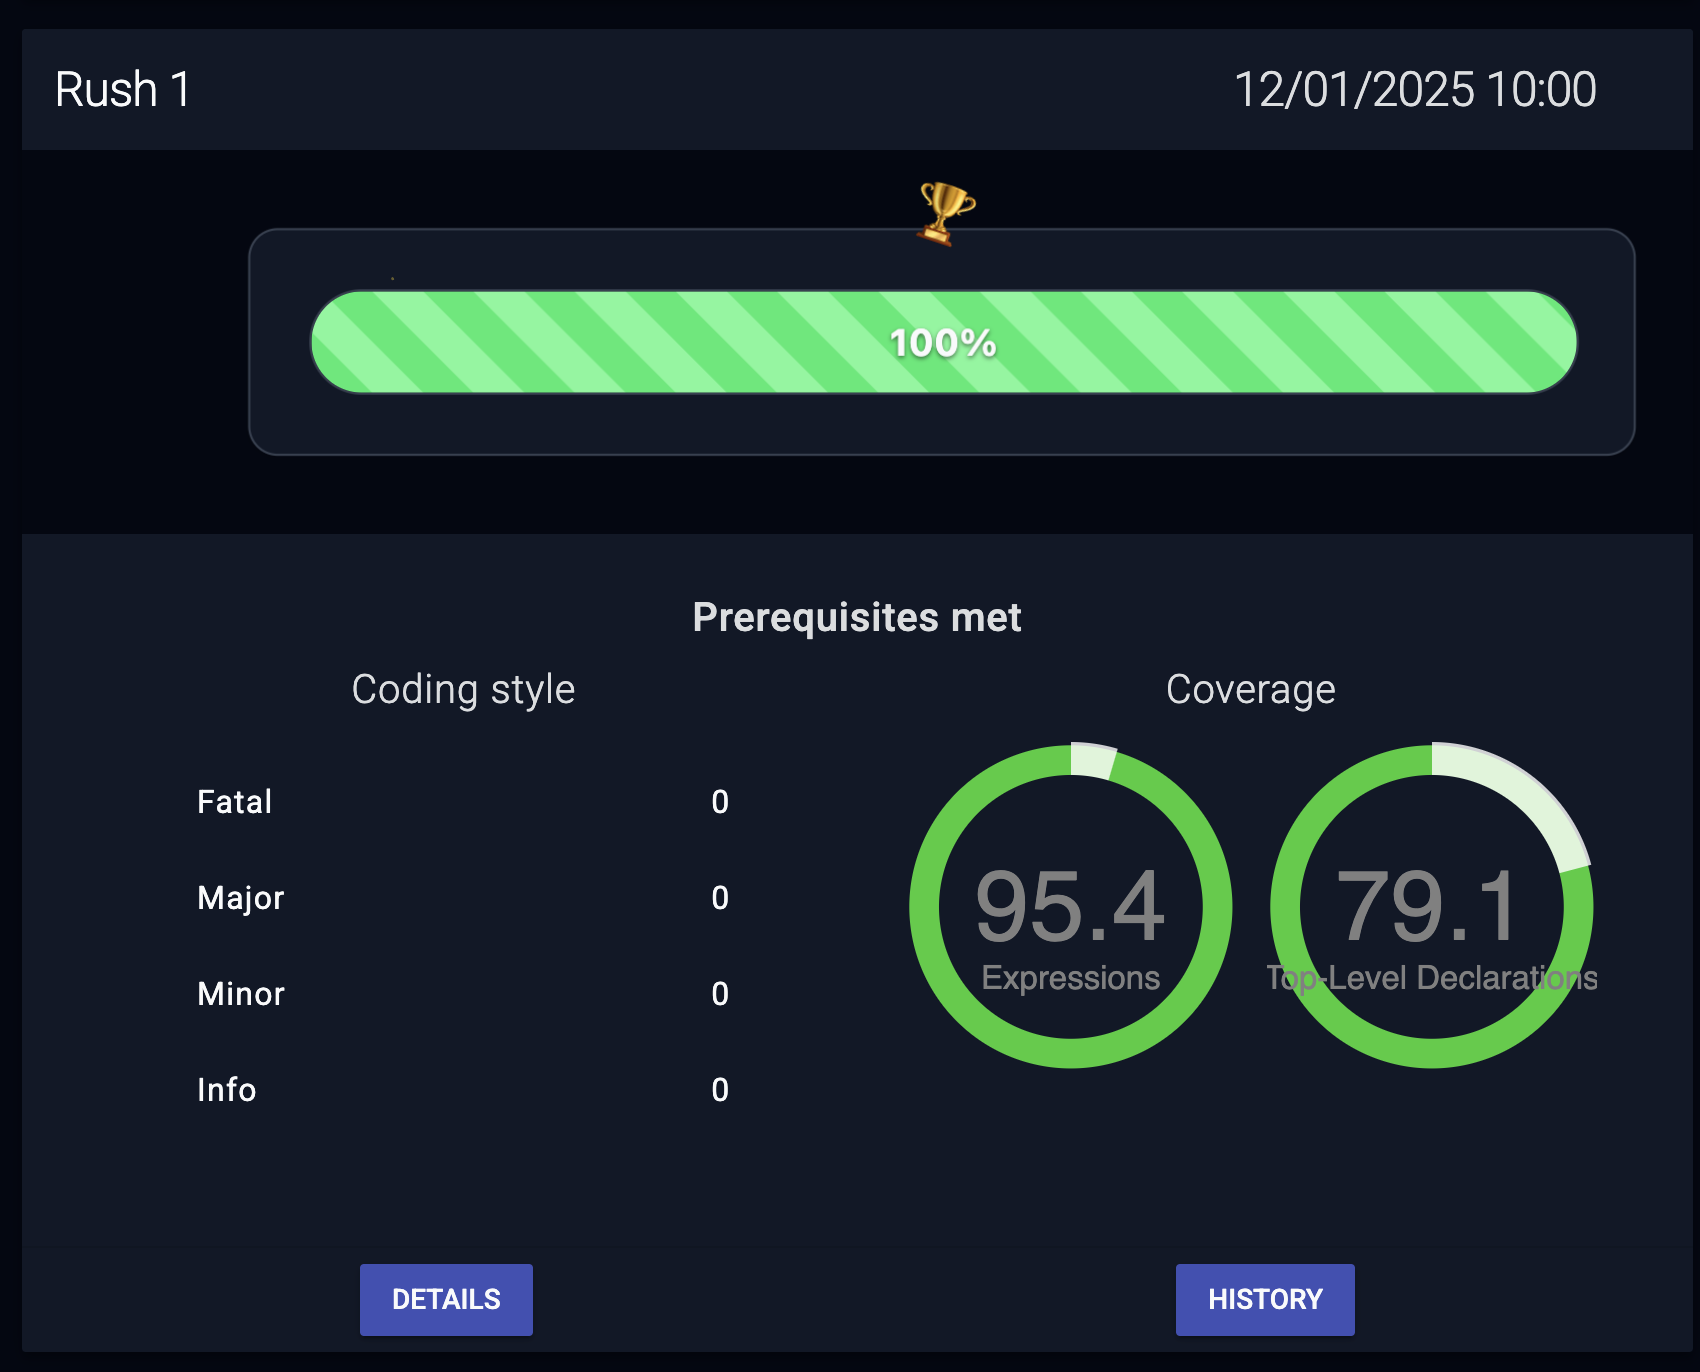 Rush 1
12/01/2025 10:00
100%
Prerequisites met
Coding style
Coverage
Fatal 0
Major 0
Minor 0
Info 0
95.4
Expressions
79.1
Top-Level Declarations
DETAILS
HISTORY